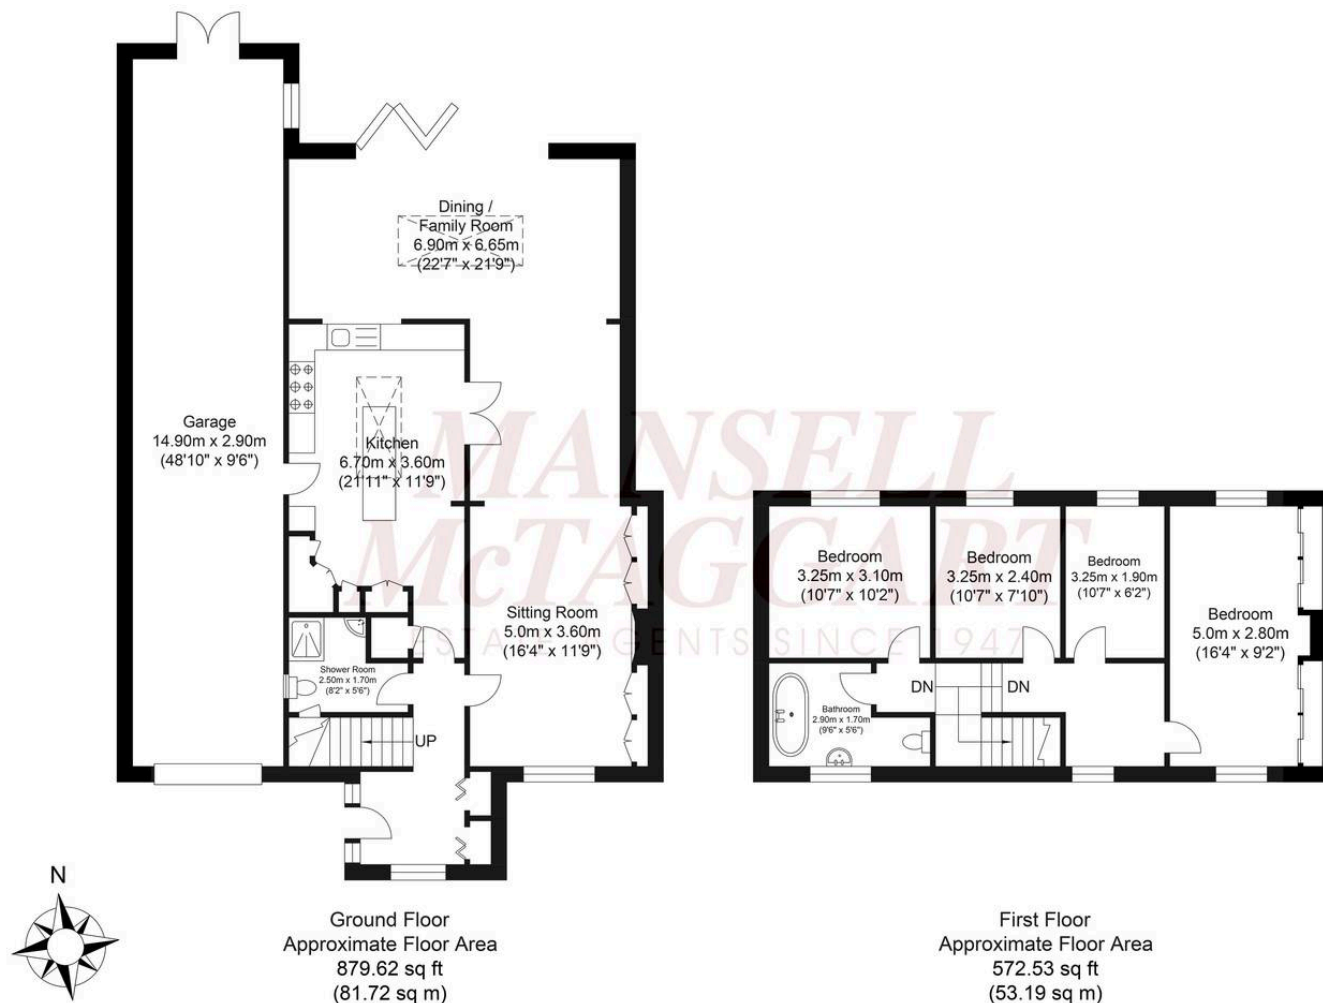 Dining /
Family Room
6.90m x 6.65m
(22'7" x 21'9")
Garage
14.90m x 2.90m
(48'10" x 9'6")
Kitchen
6.70m x 3.60m
(21'11" x 11'9")
MANSELL
McTAGGART
ESTATE AGENTS SINCE 1947
Sitting Room
5.0m x 3.60m
(16'4" x 11'9")
Shower Room
2.50m x 1.70m
(8'2" x 5'6")
UP
Bedroom
3.25m x 3.10m
(10'7" x 10'2")
Bedroom
3.25m x 2.40m
(10'7" x 7'10")
Bedroom
3.25m x 1.90m
(10'7" x 6'2")
Bedroom
5.0m x 2.80m
(16'4" x 9'2")
DN
DN
Bathroom
2.90m x 1.70m
(9'6" x 5'6")
N
Ground Floor
Approximate Floor Area
879.62 sq ft
(81.72 sq m)
First Floor
Approximate Floor Area
572.53 sq ft
(53.19 sq m)